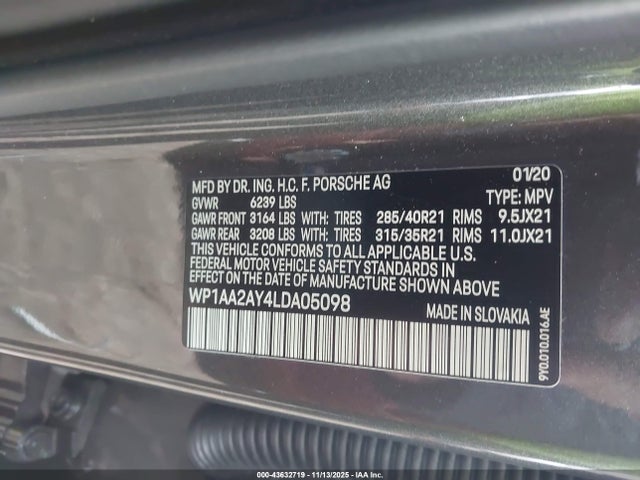 MFD BY DR. ING. H.C. F. PORSCHE AG 01/20
GVWR 6239 LBS TYPE: MPV
GAWR FRONT 3164 LBS WITH: TIRES 285/40R21 RIMS 9.5JX21
GAWR REAR 3208 LBS WITH: TIRES 315/35R21 RIMS 11.0JX21
THIS VEHICLE CONFORMS TO ALL APPLICABLE U.S.
FEDERAL MOTOR VEHICLE SAFETY STANDARDS IN
EFFECT ON THE DATE OF MANUFACTURE SHOWN ABOVE
WP1AA2AY4LDA05098 MADE IN SLOVAKIA
9Y0.010.016.AE
000-43632719 - 11/13/2025 - IAA Inc.